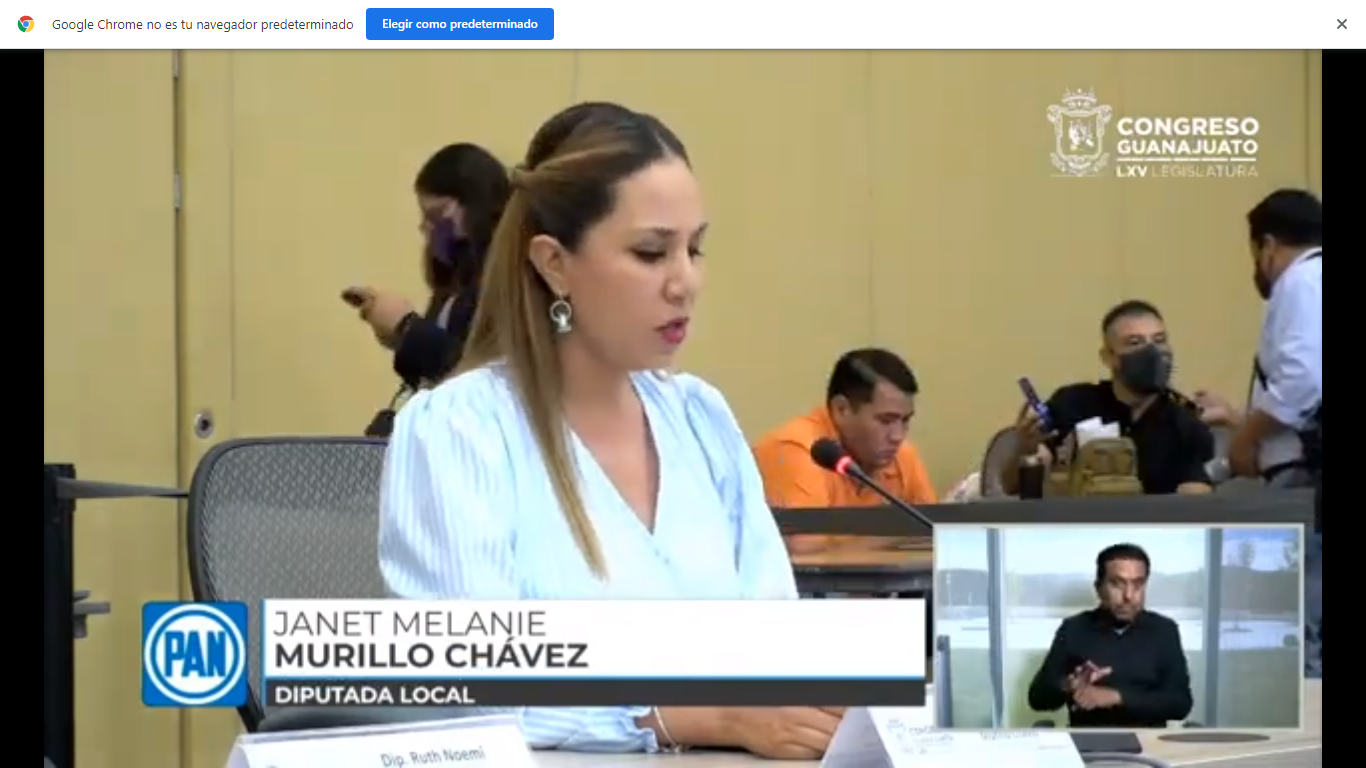 Google Chrome no es tu navegador predeterminado
Elegir como predeterminado
CONGRESO
GUANAJUATO
LXV LEGISLATURA
PAN
JANET MELANIE
MURILLO CHÁVEZ
DIPUTADA LOCAL
Dip. Ruth Noemí